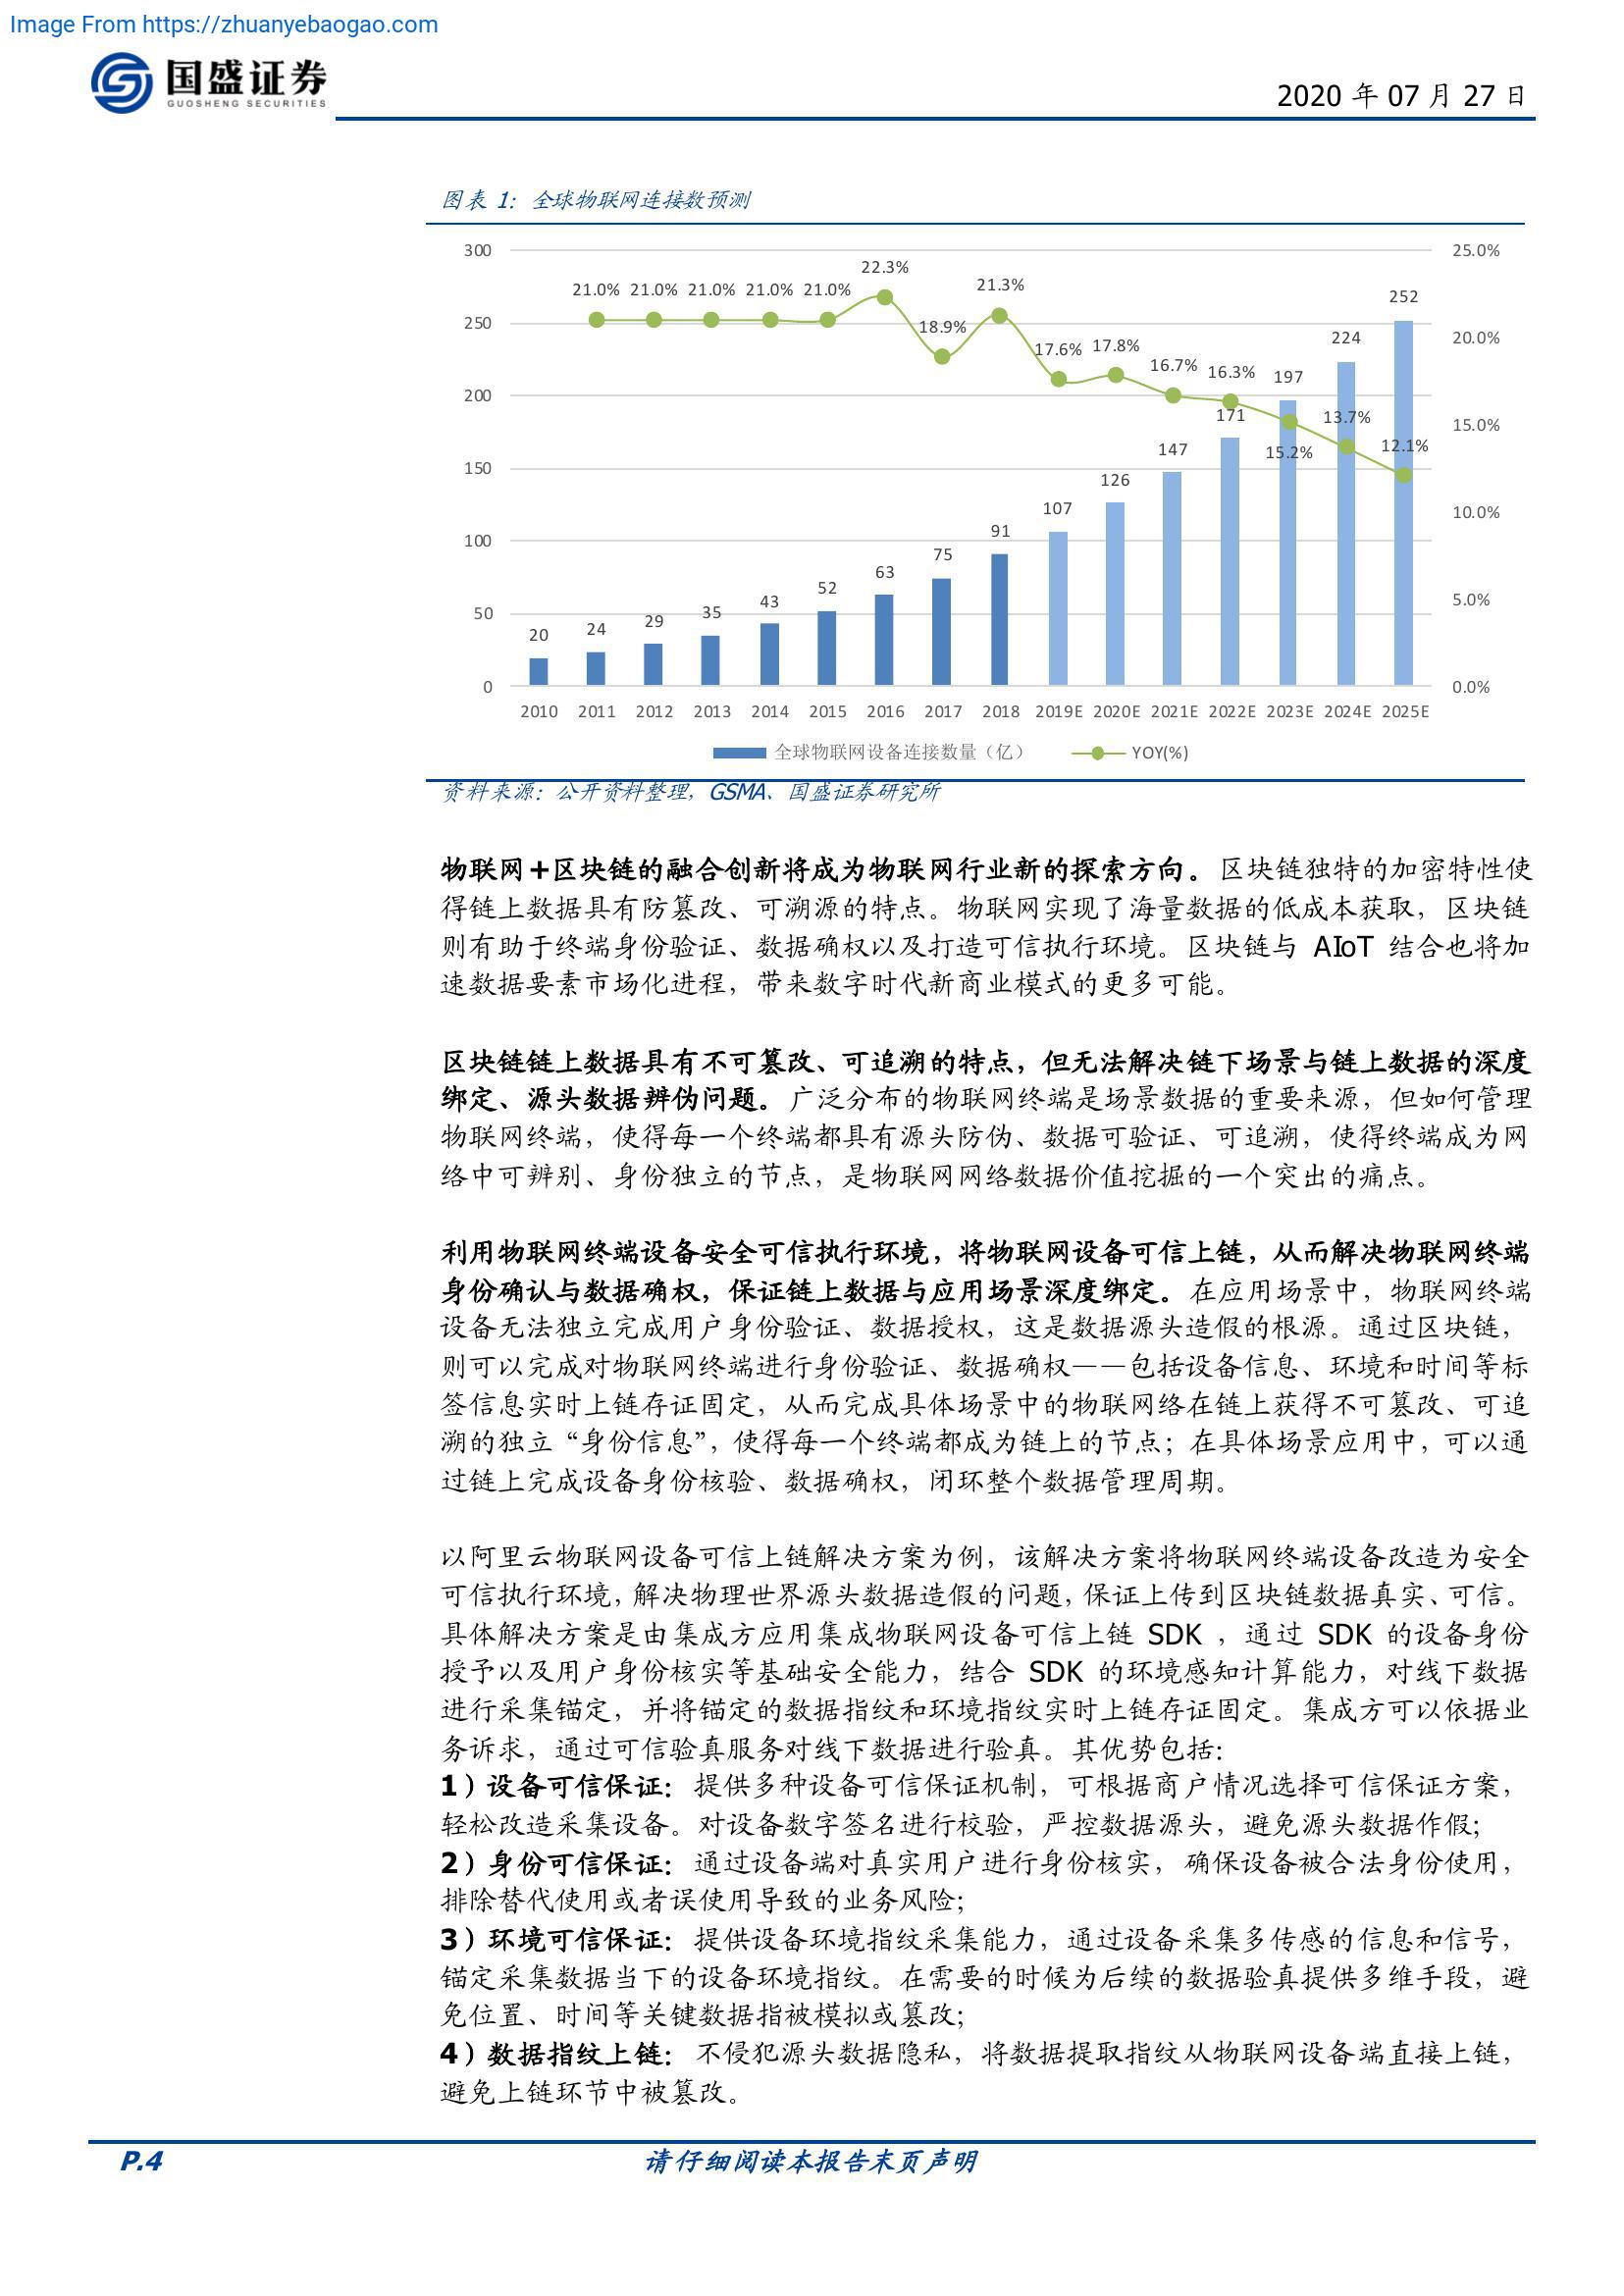 Image From https://zhuanyebaogao.com
国盛证券
GUOSHENG SECURITIES
2020 年 07 月 27 日
图表 1：全球物联网连接数预测
300
250
200
150
100
50
0
25.0%
20.0%
15.0%
10.0%
5.0%
0.0%
21.0% 21.0% 21.0% 21.0% 21.0% 22.3% 18.9% 21.3% 17.6% 17.8% 16.7% 16.3% 15.2% 13.7% 12.1%
20 24 29 35 43 52 63 75 91 107 126 147 171 197 224 252
2010 2011 2012 2013 2014 2015 2016 2017 2018 2019E 2020E 2021E 2022E 2023E 2024E 2025E
全球物联网设备连接数量（亿） YOY(%)
资料来源：公开资料整理，GSMA、国盛证券研究所
物联网+区块链的融合创新将成为物联网行业新的探索方向。区块链独特的加密特性使
得链上数据具有防篡改、可溯源的特点。物联网实现了海量数据的低成本获取，区块链
则有助于终端身份验证、数据确权以及打造可信执行环境。区块链与 AIoT 结合也将加
速数据要素市场化进程，带来数字时代新商业模式的更多可能。
区块链链上数据具有不可篡改、可追溯的特点，但无法解决链下场景与链上数据的深度
绑定、源头数据辨伪问题。广泛分布的物联网终端是场景数据的重要来源，但如何管理
物联网终端，使得每一个终端都具有源头防伪、数据可验证、可追溯，使得终端成为网
络中可辨别、身份独立的节点，是物联网网络数据价值挖掘的一个突出的痛点。
利用物联网终端设备安全可信执行环境，将物联网设备可信上链，从而解决物联网终端
身份确认与数据确权，保证链上数据与应用场景深度绑定。在应用场景中，物联网终端
设备无法独立完成用户身份验证、数据授权，这是数据源头造假的根源。通过区块链，
则可以完成对物联网终端进行身份验证、数据确权——包括设备信息、环境和时间等标
签信息实时上链存证固定，从而完成具体场景中的物联网络在链上获得不可篡改、可追
溯的独立“身份信息”，使得每一个终端都成为链上的节点；在具体场景应用中，可以通
过链上完成设备身份核验、数据确权，闭环整个数据管理周期。
以阿里云物联网设备可信上链解决方案为例，该解决方案将物联网终端设备改造为安全
可信执行环境，解决物理世界源头数据造假的问题，保证上传到区块链数据真实、可信。
具体解决方案是由集成方应用集成物联网设备可信上链 SDK ，通过 SDK 的设备身份
授予以及用户身份核实等基础安全能力，结合 SDK 的环境感知计算能力，对线下数据
进行采集锚定，并将锚定的数据指纹和环境指纹实时上链存证固定。集成方可以依据业
务诉求，通过可信验真服务对线下数据进行验真。其优势包括：
1）设备可信保证：提供多种设备可信保证机制，可根据商户情况选择可信保证方案，
轻松改造采集设备。对设备数字签名进行校验，严控数据源头，避免源头数据作假；
2）身份可信保证：通过设备端对真实用户进行身份核实，确保设备被合法身份使用，
排除替代使用或者误使用导致的业务风险；
3）环境可信保证：提供设备环境指纹采集能力，通过设备采集多传感的信息和信号，
锚定采集数据当下的设备环境指纹。在需要的时候为后续的数据验真提供多维手段，避
免位置、时间等关键数据指被模拟或篡改；
4）数据指纹上链：不侵犯源头数据隐私，将数据提取指纹从物联网设备端直接上链，
避免上链环节中被篡改。
P.4
请仔细阅读本报告末页声明